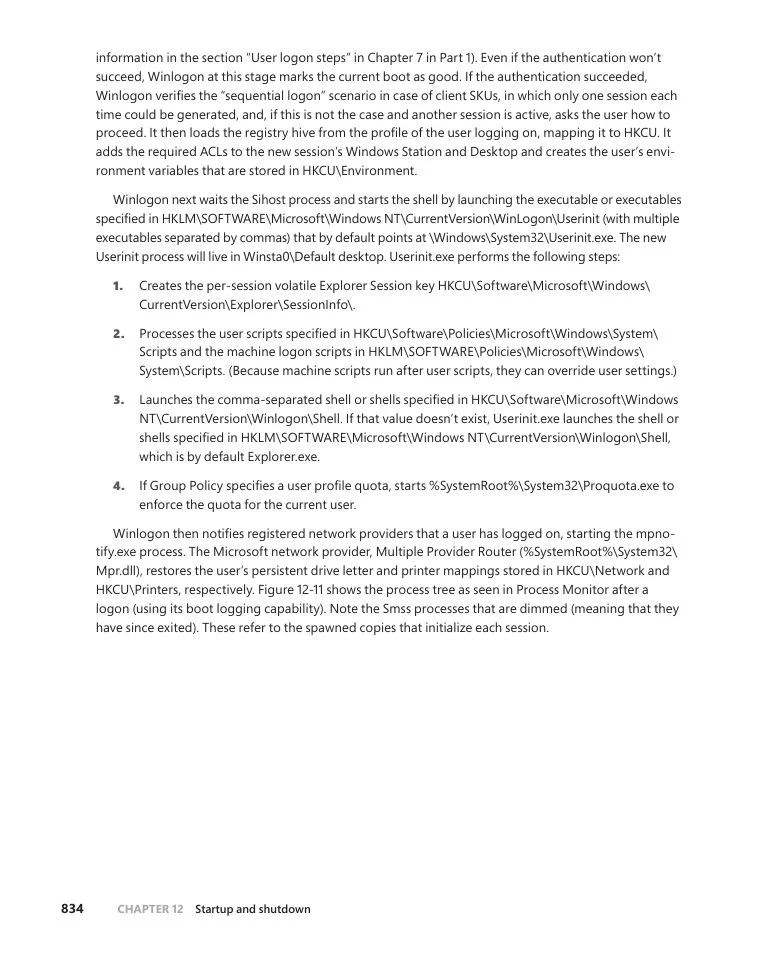 information in the section “User logon steps” in Chapter 7 in Part 1). Even if the authentication won’t
succeed, Winlogon at this stage marks the current boot as good. If the authentication succeeded,
Winlogon verifies the “sequential logon” scenario in case of client SKUs, in which only one session each
time could be generated, and, if this is not the case and another session is active, asks the user how to
proceed. It then loads the registry hive from the profile of the user logging on, mapping it to HKCU. It
adds the required ACLs to the new session’s Windows Station and Desktop and creates the user’s envi-
ronment variables that are stored in HKCU\Environment.
Winlogon next waits the Sihost process and starts the shell by launching the executable or executables
specified in HKLM\SOFTWARE\Microsoft\Windows NT\CurrentVersion\WinLogon\Userinit (with multiple
executables separated by commas) that by default points at \Windows\System32\Userinit.exe. The new
Userinit process will live in Winsta0\Default desktop. Userinit.exe performs the following steps:
1. Creates the per-session volatile Explorer Session key HKCU\Software\Microsoft\Windows\
CurrentVersion\Explorer\SessionInfo\.
2. Processes the user scripts specified in HKCU\Software\Policies\Microsoft\Windows\System\
Scripts and the machine logon scripts in HKLM\SOFTWARE\Policies\Microsoft\Windows\
System\Scripts. (Because machine scripts run after user scripts, they can override user settings.)
3. Launches the comma-separated shell or shells specified in HKCU\Software\Microsoft\Windows
NT\CurrentVersion\Winlogon\Shell. If that value doesn’t exist, Userinit.exe launches the shell or
shells specified in HKLM\SOFTWARE\Microsoft\Windows NT\CurrentVersion\Winlogon\Shell,
which is by default Explorer.exe.
4. If Group Policy specifies a user profile quota, starts %SystemRoot%\System32\Proquota.exe to
enforce the quota for the current user.
Winlogon then notifies registered network providers that a user has logged on, starting the mpno-
tify.exe process. The Microsoft network provider, Multiple Provider Router (%SystemRoot%\System32\
Mpr.dll), restores the user’s persistent drive letter and printer mappings stored in HKCU\Network and
HKCU\Printers, respectively. Figure 12-11 shows the process tree as seen in Process Monitor after a
logon (using its boot logging capability). Note the Smss processes that are dimmed (meaning that they
have since exited). These refer to the spawned copies that initialize each session.
834 CHAPTER 12 Startup and shutdown